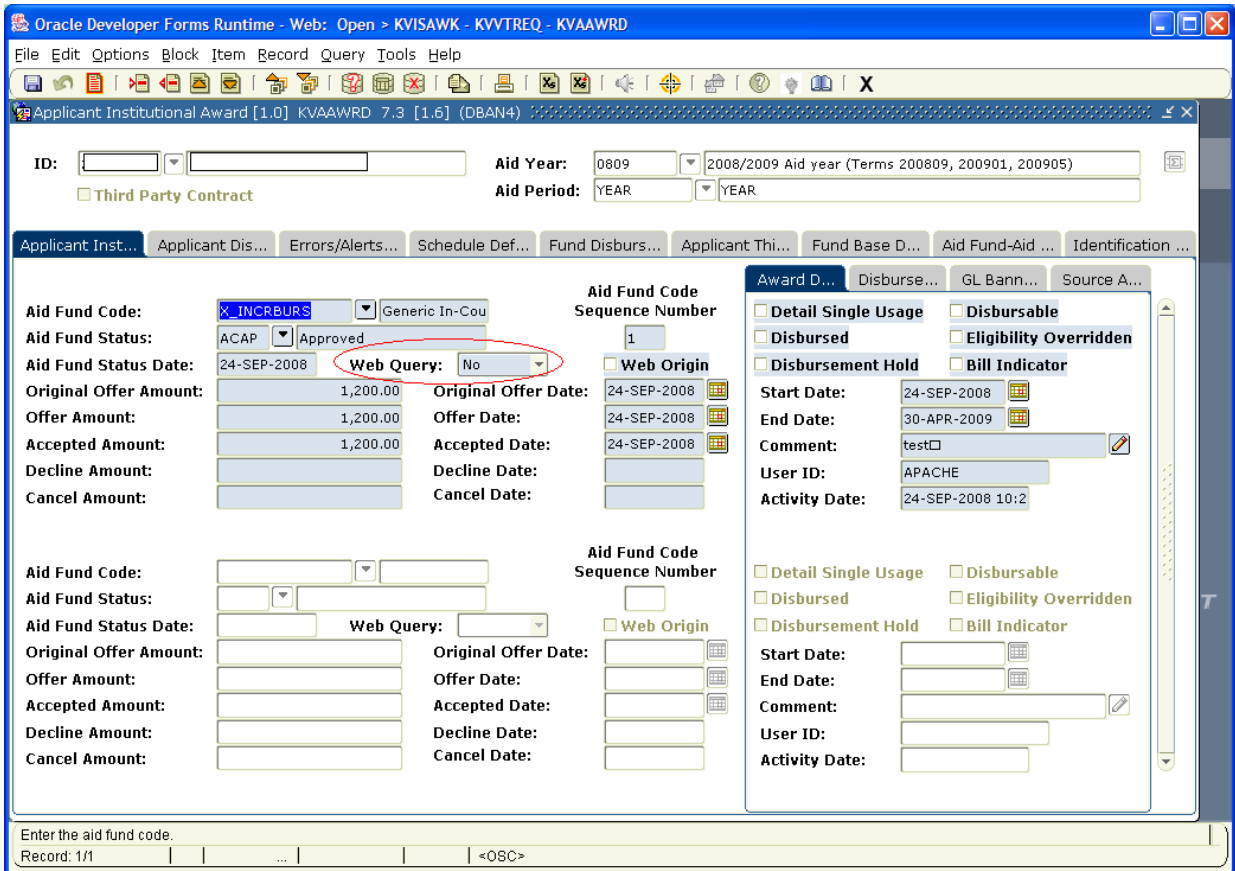 Oracle Developer Forms Runtime - Web: Open > KVISAWK - KVVTREQ - KVAAWRD
File Edit Options Block Item Record Query Tools Help
X
Applicant Institutional Award [1.0] KVAAWRD 7.3 [1.6] (DBAN4)
ID: Aid Year: 0809 2008/2009 Aid year (Terms 200809, 200901, 200905)
Third Party Contract Aid Period: YEAR YEAR
Applicant Inst... Applicant Dis... Errors/Alerts... Schedule Def... Fund Disburs... Applicant Thi... Fund Base D... Aid Fund-Aid ... Identification ...
Award D... Disburse... GL Bann... Source A...
Aid Fund Code
Aid Fund Code: X_INCRBURS Generic In-Cou Sequence Number Detail Single Usage Disbursable
Aid Fund Status: ACAP Approved 1 Disbursed Eligibility Overridden
Aid Fund Status Date: 24-SEP-2008 Web Query: No Web Origin Disbursement Hold Bill Indicator
Original Offer Amount: 1,200.00 Original Offer Date: 24-SEP-2008 Start Date: 24-SEP-2008
Offer Amount: 1,200.00 Offer Date: 24-SEP-2008 End Date: 30-APR-2009
Accepted Amount: 1,200.00 Accepted Date: 24-SEP-2008 Comment: test□
Decline Amount: Decline Date: User ID: APACHE
Cancel Amount: Cancel Date: Activity Date: 24-SEP-2008 10:2
Aid Fund Code
Aid Fund Code: Sequence Number Detail Single Usage Disbursable
Aid Fund Status: Disbursed Eligibility Overridden
Aid Fund Status Date: Web Query: Web Origin Disbursement Hold Bill Indicator
Original Offer Amount: Original Offer Date: Start Date:
Offer Amount: Offer Date: End Date:
Accepted Amount: Accepted Date: Comment:
Decline Amount: Decline Date: User ID:
Cancel Amount: Cancel Date: Activity Date:
Enter the aid fund code.
Record: 1/1 ... <OSC>